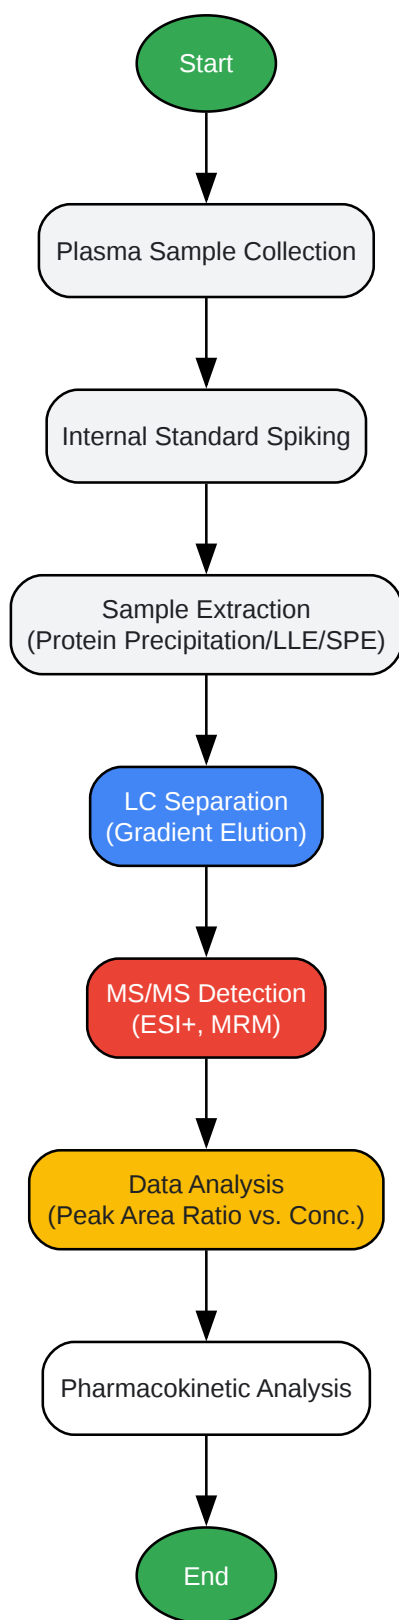 Start
Plasma Sample Collection
Internal Standard Spiking
Sample Extraction
(Protein Precipitation/LLE/SPE)
LC Separation
(Gradient Elution)
MS/MS Detection
(ESI+, MRM)
Data Analysis
(Peak Area Ratio vs. Conc.)
Pharmacokinetic Analysis
End